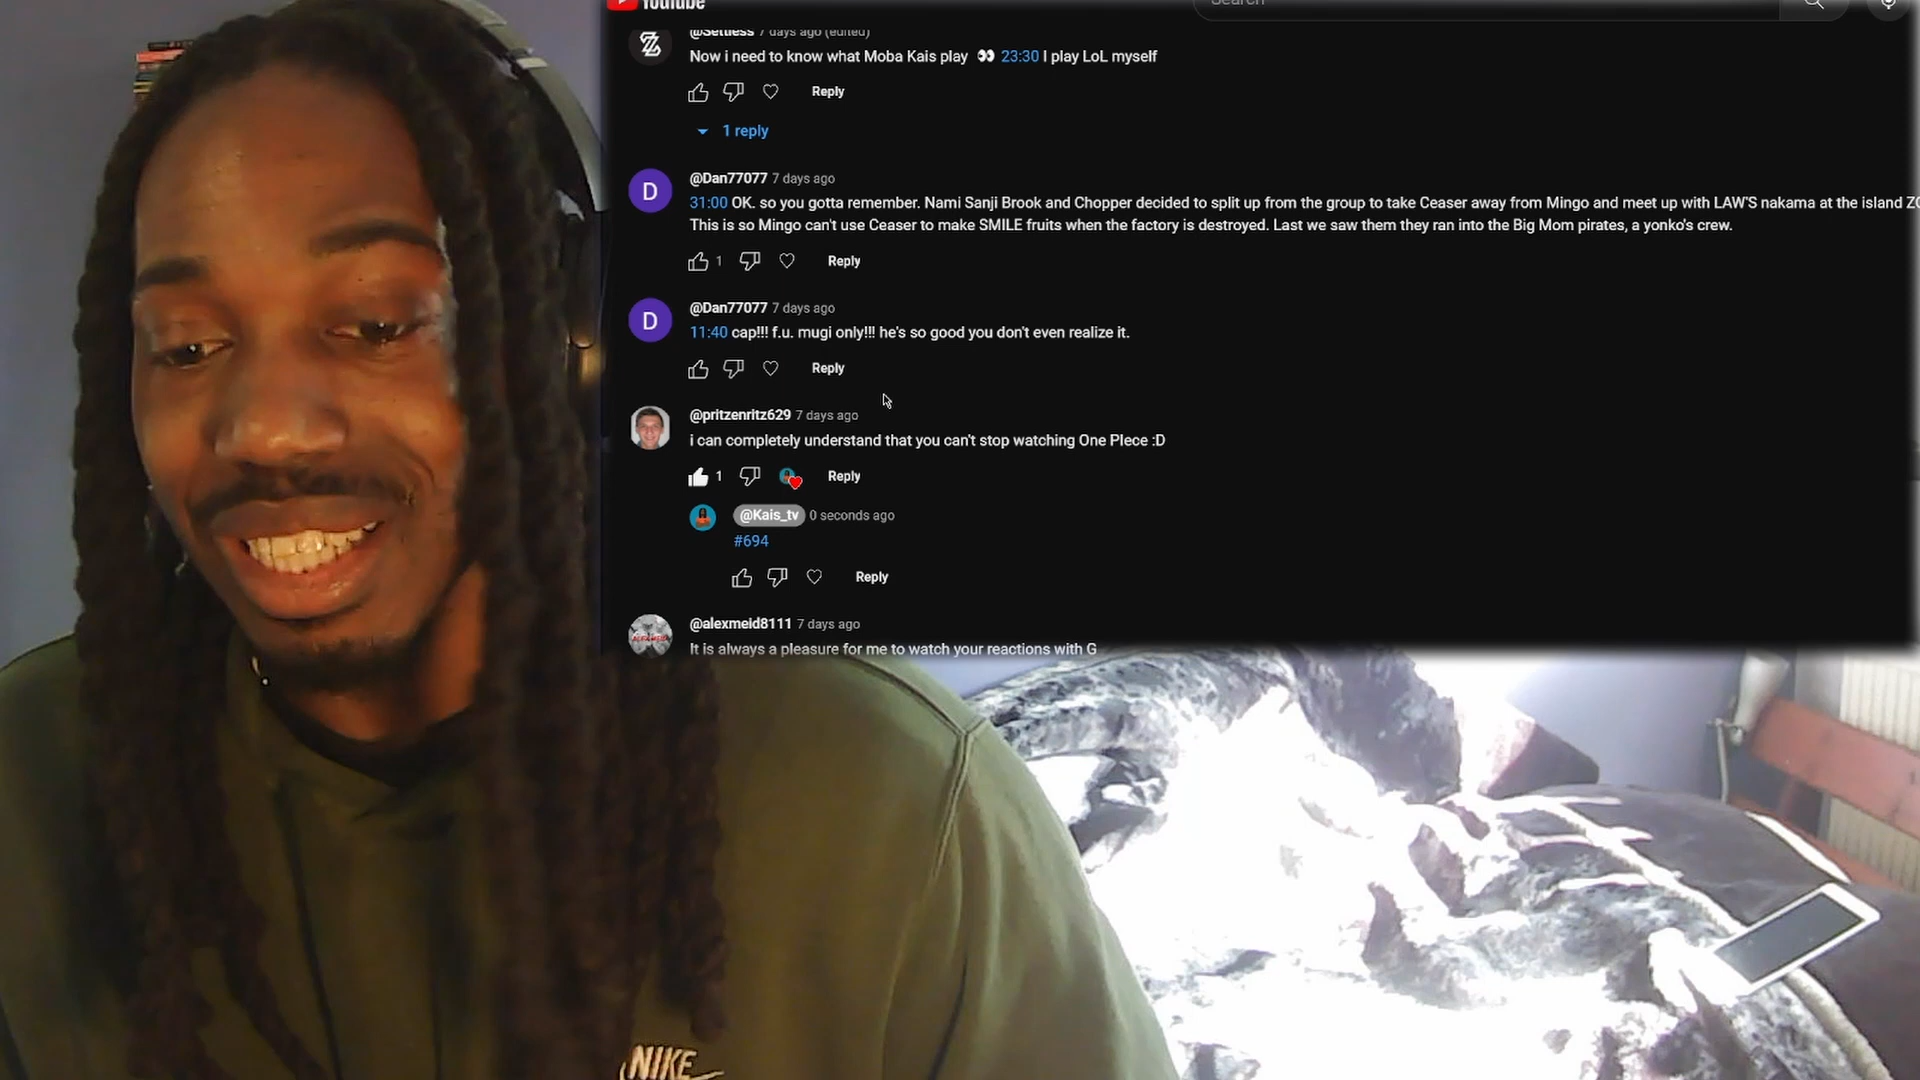 YouTube
Search
@Settless 7 days ago (edited)
Now i need to know what Moba Kais play 👀 23:30 I play LoL myself
Reply
1 reply
D
@Dan77077 7 days ago
31:00 OK. so you gotta remember. Nami Sanji Brook and Chopper decided to split up from the group to take Ceaser away from Mingo and meet up with LAW'S nakama at the island
This is so Mingo can't use Ceaser to make SMILE fruits when the factory is destroyed. Last we saw them they ran into the Big Mom pirates, a yonko's crew.
1 Reply
D
@Dan77077 7 days ago
11:40 cap!!! f.u. mugi only!!! he's so good you don't even realize it.
Reply
@pritzenritz629 7 days ago
i can completely understand that you can't stop watching One PIece :D
1 Reply
@Kais_tv 0 seconds ago
#694
Reply
@alexmeid8111 7 days ago
It is always a pleasure for me to watch your reactions with G
NIKE